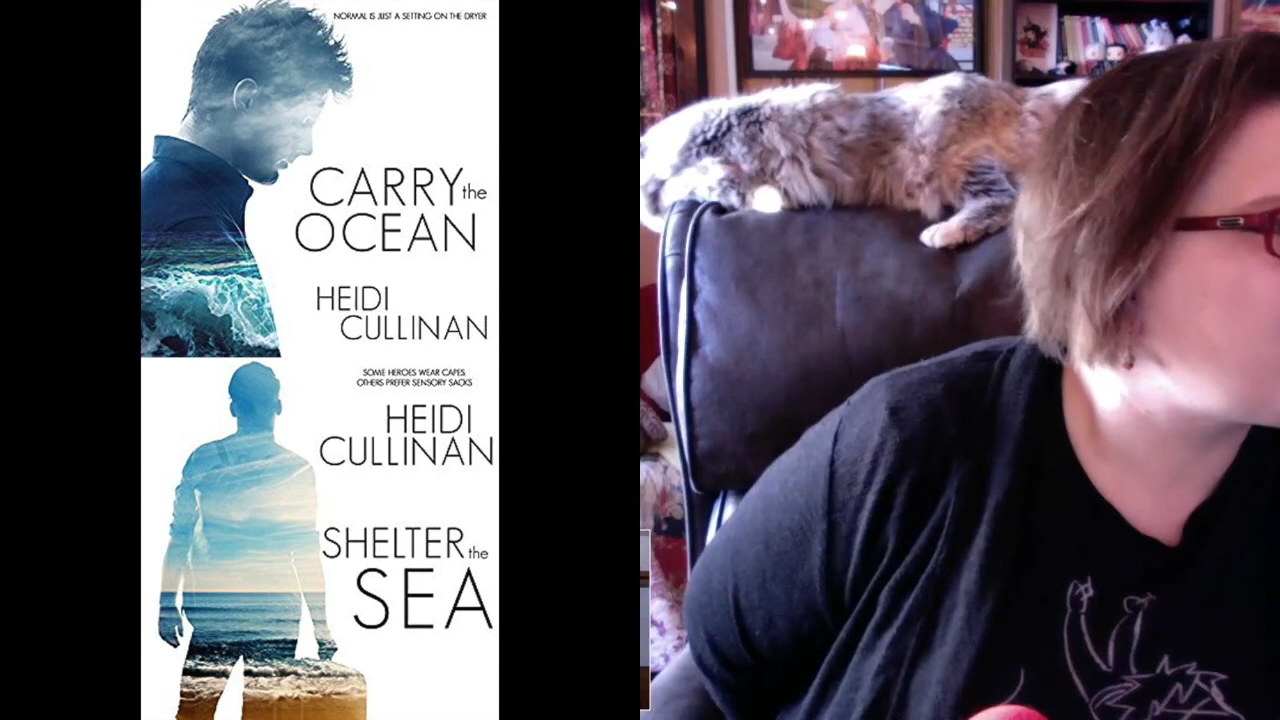 NORMAL IS JUST A SETTING ON THE DRYER
CARRY the
OCEAN
HEIDI
CULLINAN
SOME HEROES WEAR CAPES,
OTHERS PREFER SENSORY SACKS
HEIDI
CULLINAN
SHELTER the
SEA